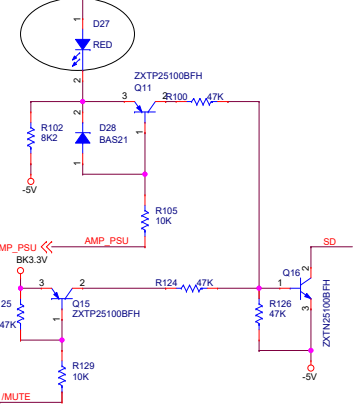 1
D27
RED
2
ZXTP25100BFH
Q11
3
2
R100
47K
2
1
R102
8K2
D28
BAS21
1
-5V
R105
10K
MP_PSU
AMP_PSU
SD
BK3.3V
3
2
R124
47K
Q16
2
1
25
47K
Q15
ZXTP25100BFH
1
R126
47K
3
ZXTN25100BFH
R129
10K
-5V
/MUTE